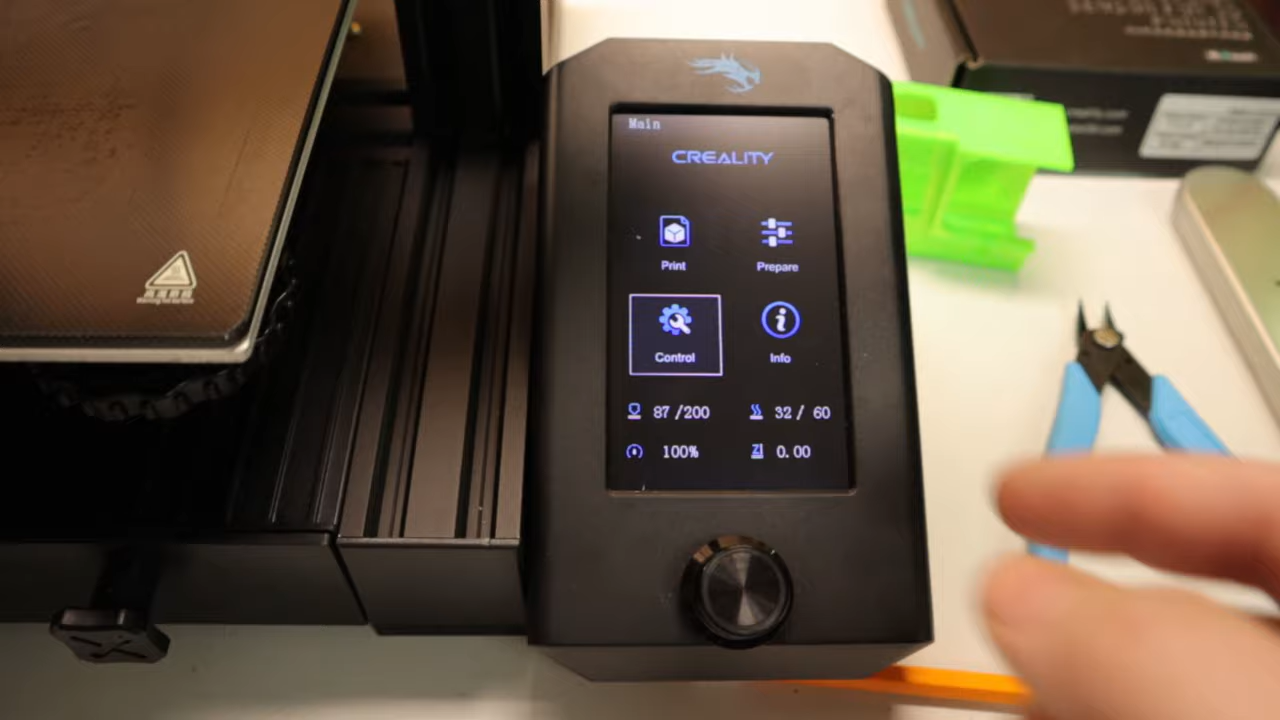 Main
CREALITY
Print
Prepare
Control
Info
87 /200
32 / 60
100%
0.00